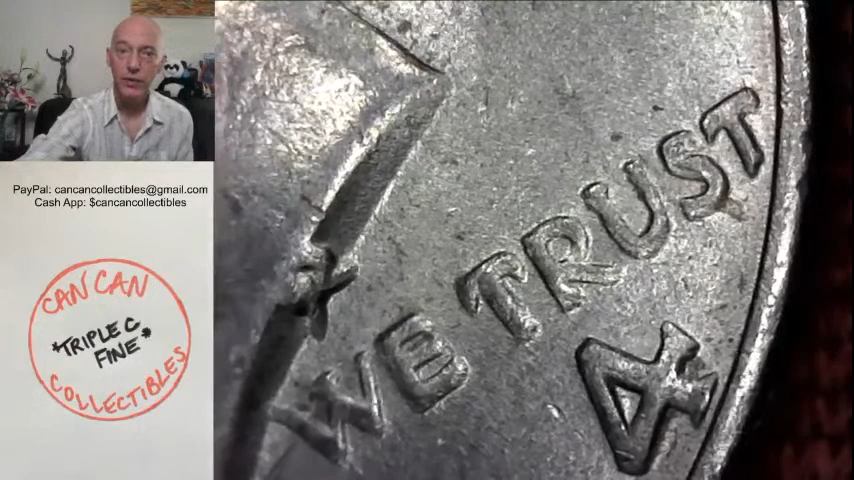 PayPal: cancancollectibles@gmail.com
Cash App: $cancancollectibles
CAN CAN
*TRIPLE C
FINE*
COLLECTIBLES
WE TRUST
4